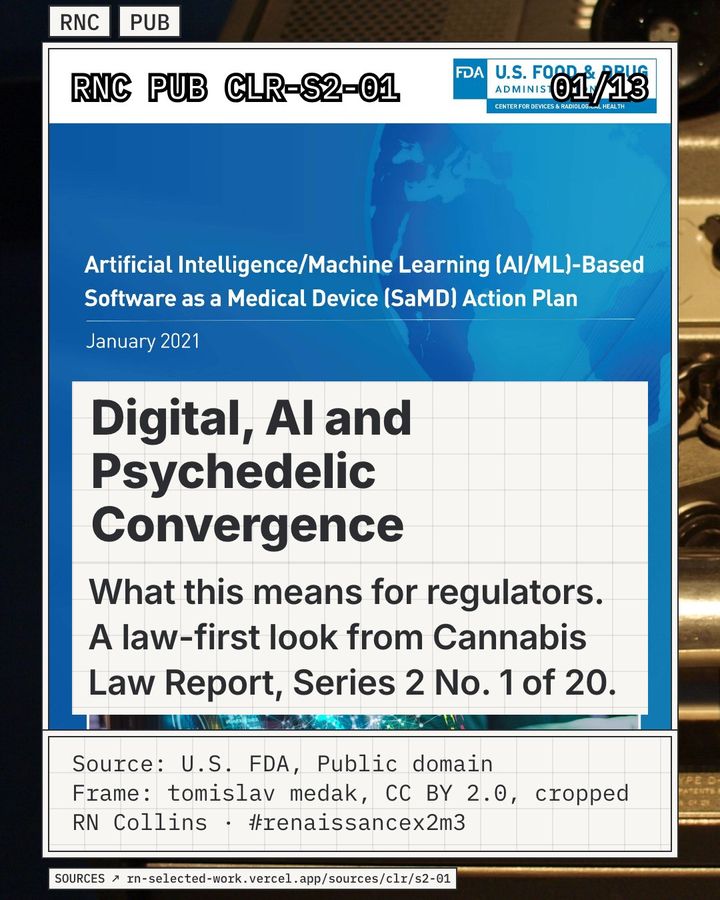 RNC PUB
RNC PUB CLR-S2-01
01/13
FDA U.S. FOOD & DRUG
CENTER FOR DEVICES & RADIOLOGICAL HEALTH
Artificial Intelligence/Machine Learning (AI/ML)-Based
Software as a Medical Device (SaMD) Action Plan
January 2021
Digital, AI and
Psychedelic
Convergence
What this means for regulators.
A law-first look from Cannabis
Law Report, Series 2 No. 1 of 20.
Source: U.S. FDA, Public domain
Frame: tomislav medak, CC BY 2.0, cropped
RN Collins · #renaissancex2m3
SOURCES ↗ rn-selected-work.vercel.app/sources/clr/s2-01